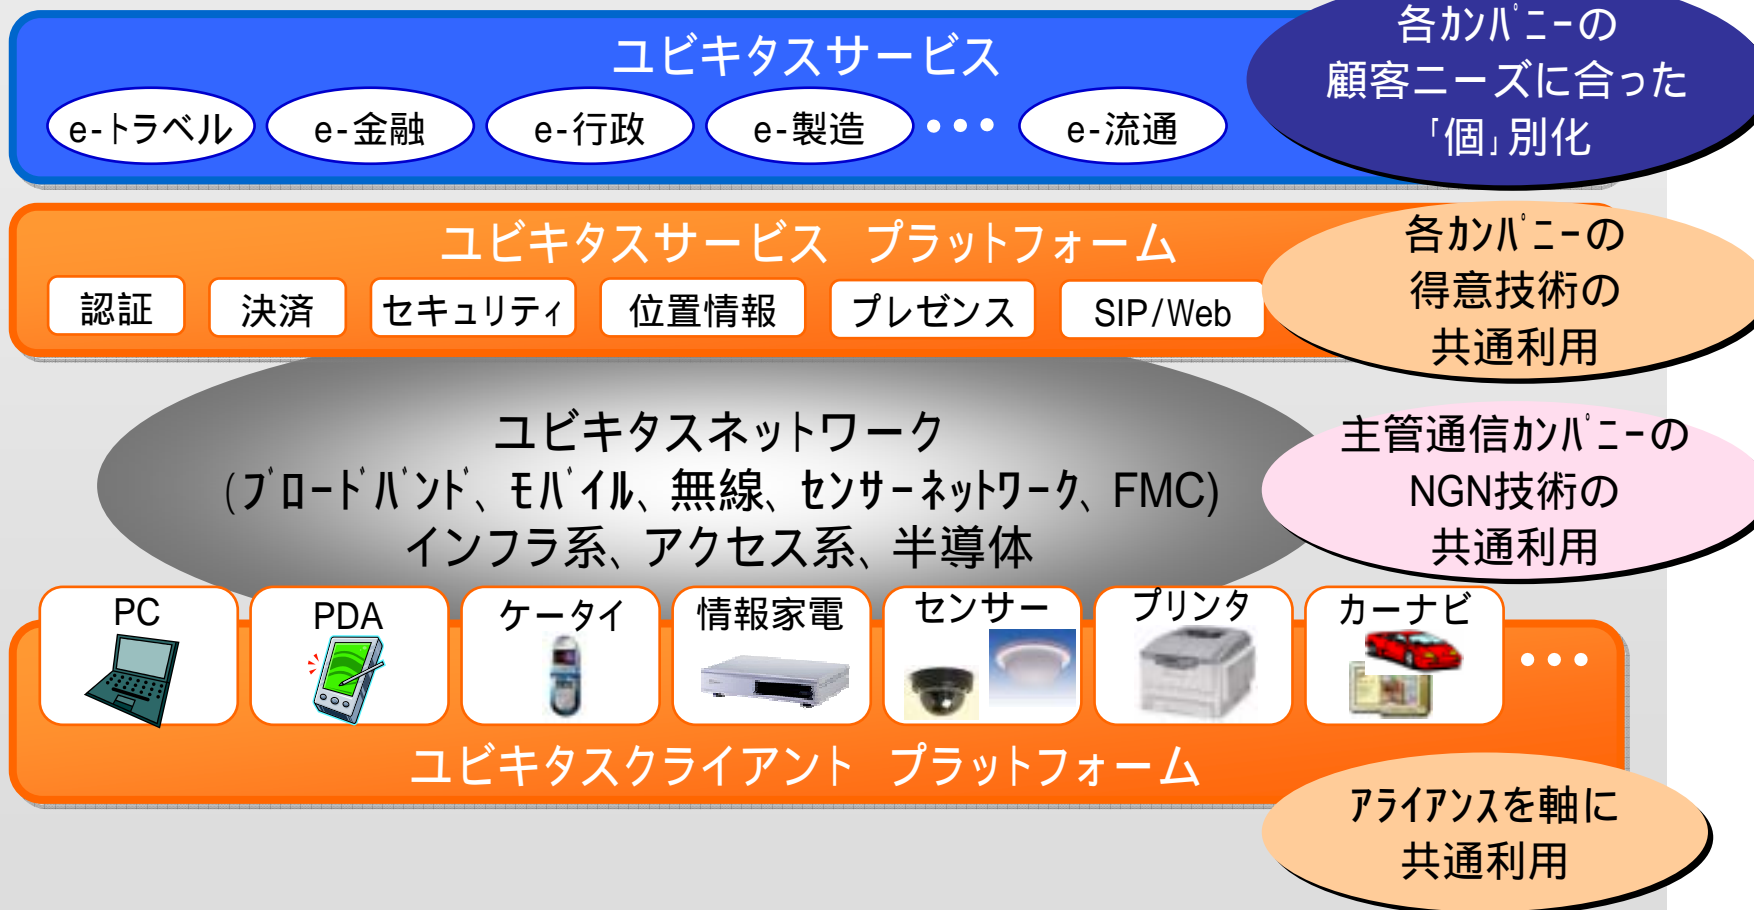 ユビキタスサービス
e-トラベル
e-金融
e-行政
e-製造
•••
e-流通
各ｶﾝﾊﾟﾆｰの
顧客ニーズに合った
「個」別化
ユビキタスサービス プラットフォーム
認証
決済
セキュリティ
位置情報
プレゼンス
SIP/Web
各ｶﾝﾊﾟﾆｰの
得意技術の
共通利用
ユビキタスネットワーク
(ﾌﾞﾛｰﾄﾞﾊﾞﾝﾄﾞ、ﾓﾊﾞｲﾙ、無線、ｾﾝｻｰﾈｯﾄﾜｰｸ、FMC)
インフラ系、アクセス系、半導体
主管通信ｶﾝﾊﾟﾆｰの
NGN技術の
共通利用
PC
PDA
ケータイ
情報家電
センサー
プリンタ
カーナビ
•••
ユビキタスクライアント プラットフォーム
ｱﾗｲｱﾝｽを軸に
共通利用